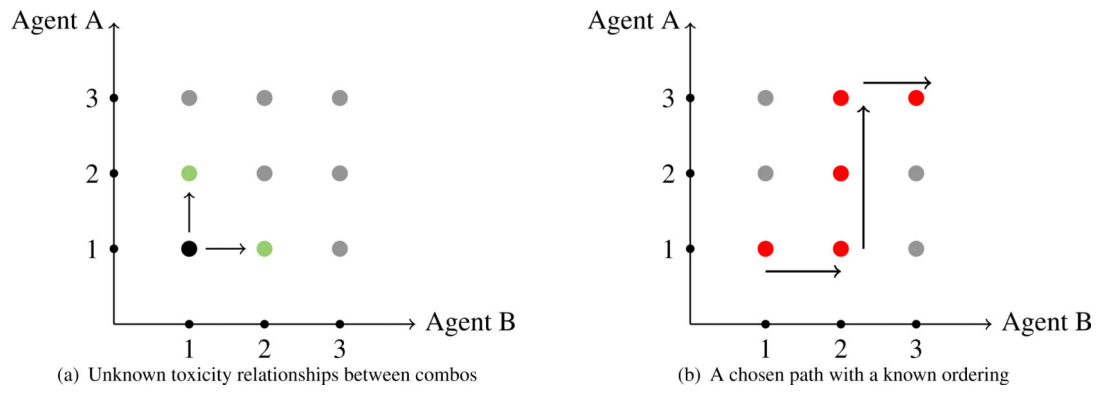 Agent A
3
2
1
Agent B
1 2 3
(a) Unknown toxicity relationships between combos
Agent A
3
2
1
Agent B
1 2 3
(b) A chosen path with a known ordering